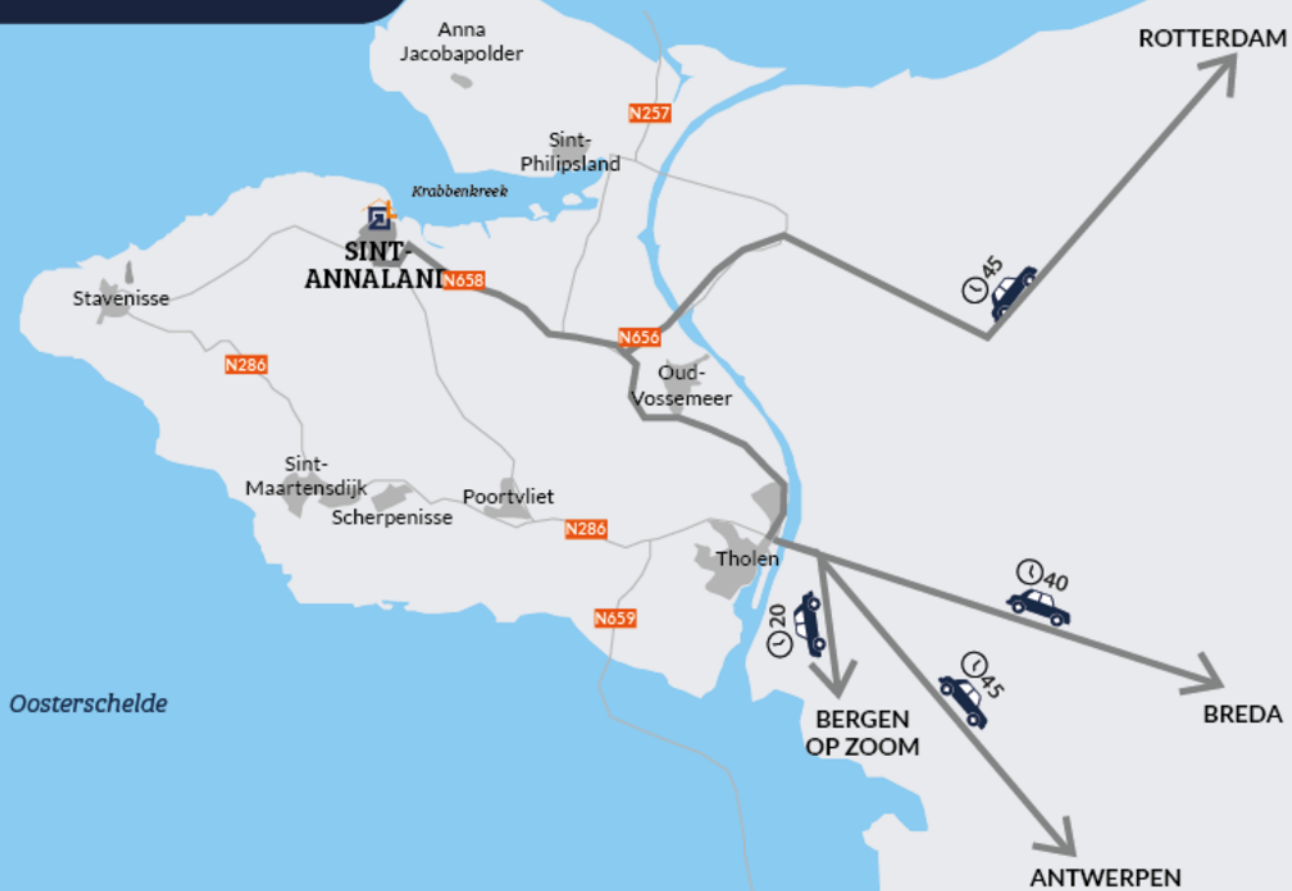 Anna
Jacobapolder
ROTTERDAM
N257
Sint-
Philipsland
Krabbenkreek
SINT-
ANNALAND
N658
45
Stavenisse
N656
N286
Oud-
Vossemeer
Sint-
Maartensdijk
Scherpenisse
Poortvliet
N286
Tholen
40
20
N659
45
Oosterschelde
BERGEN
OP ZOOM
BREDA
ANTWERPEN